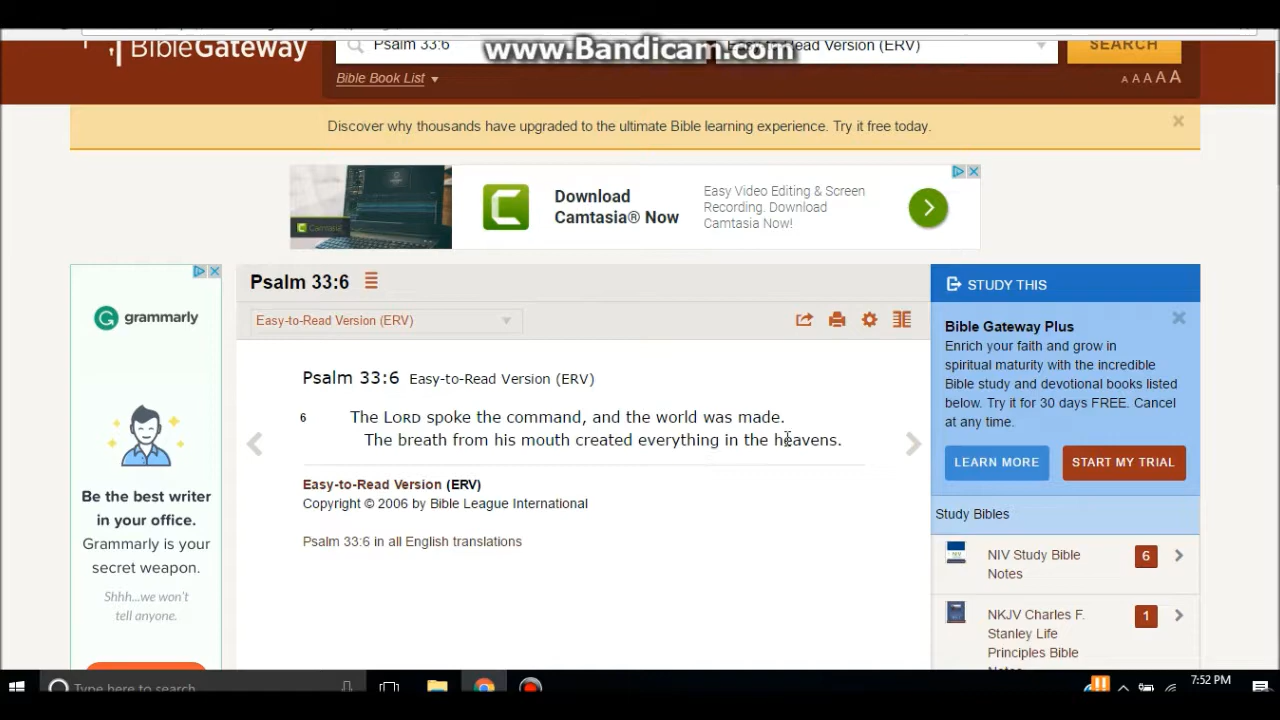 BibleGateway
Psalm 33:6
www.Bandicam.com
Read Version (ERV)
SEARCH
Bible Book List
A A A A A
Discover why thousands have upgraded to the ultimate Bible learning experience. Try it free today.
Download
Camtasia® Now
Easy Video Editing & Screen
Recording. Download
Camtasia Now!
Camtasia
grammarly
Be the best writer
in your office.
Grammarly is your
secret weapon.
Shhh...we won't
tell anyone.
Psalm 33:6
Easy-to-Read Version (ERV)
Psalm 33:6 Easy-to-Read Version (ERV)
6 The LORD spoke the command, and the world was made.
The breath from his mouth created everything in the heavens.
Easy-to-Read Version (ERV)
Copyright © 2006 by Bible League International
Psalm 33:6 in all English translations
STUDY THIS
Bible Gateway Plus
Enrich your faith and grow in
spiritual maturity with the incredible
Bible study and devotional books listed
below. Try it for 30 days FREE. Cancel
at any time.
LEARN MORE
START MY TRIAL
Study Bibles
NIV Study Bible
Notes
6
NKJV Charles F.
Stanley Life
Principles Bible
1
Type here to search
7:52 PM